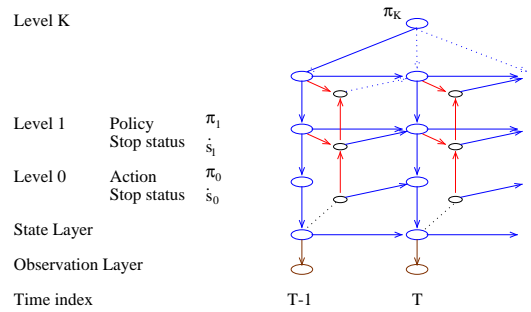 Level K
π_K
Level 1 Policy π_1
Stop status ṡ_1
Level 0 Action π_0
Stop status ṡ_0
State Layer
Observation Layer
Time index T-1 T